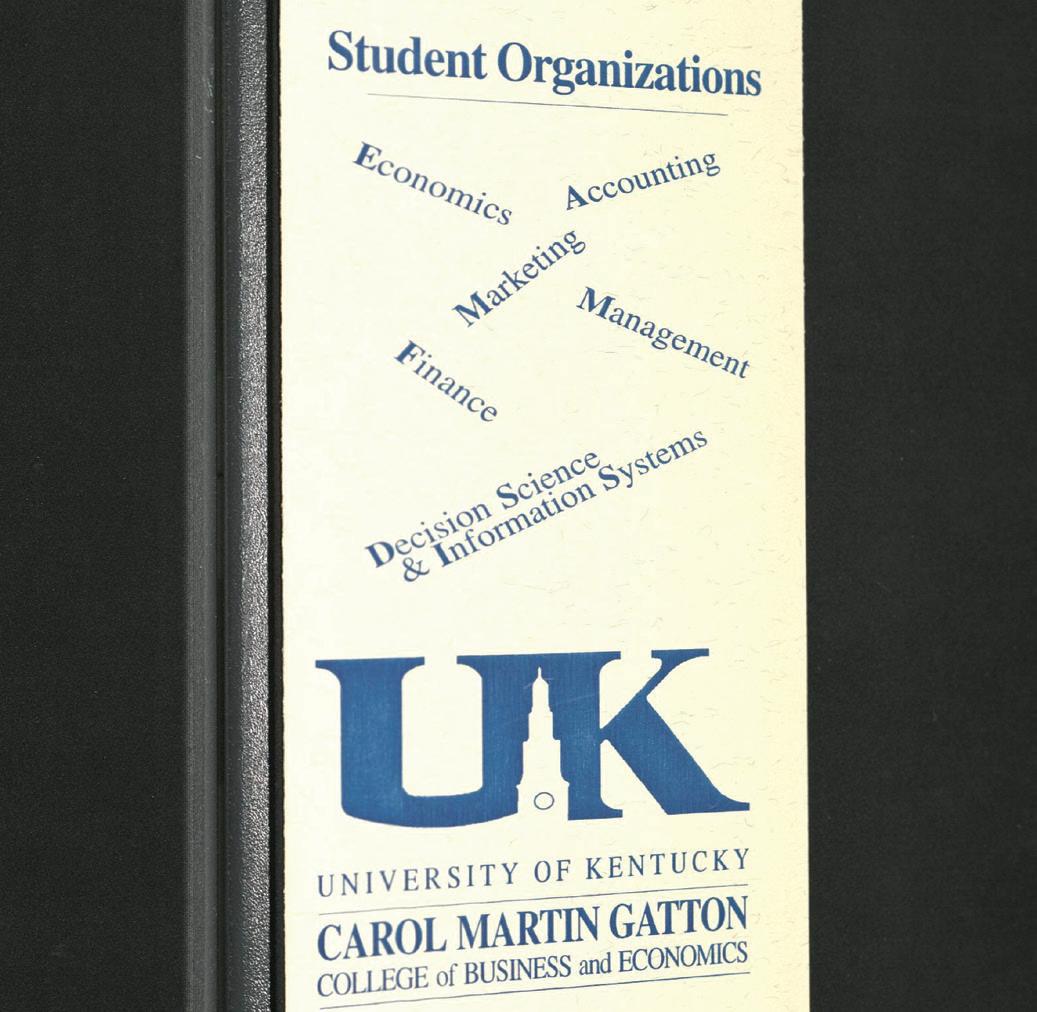 Student Organizations
Economics
Accounting
Marketing
Management
Finance
Decision Science
& Information Systems
UK
UNIVERSITY OF KENTUCKY
CAROL MARTIN GATTON
COLLEGE of BUSINESS and ECONOMICS